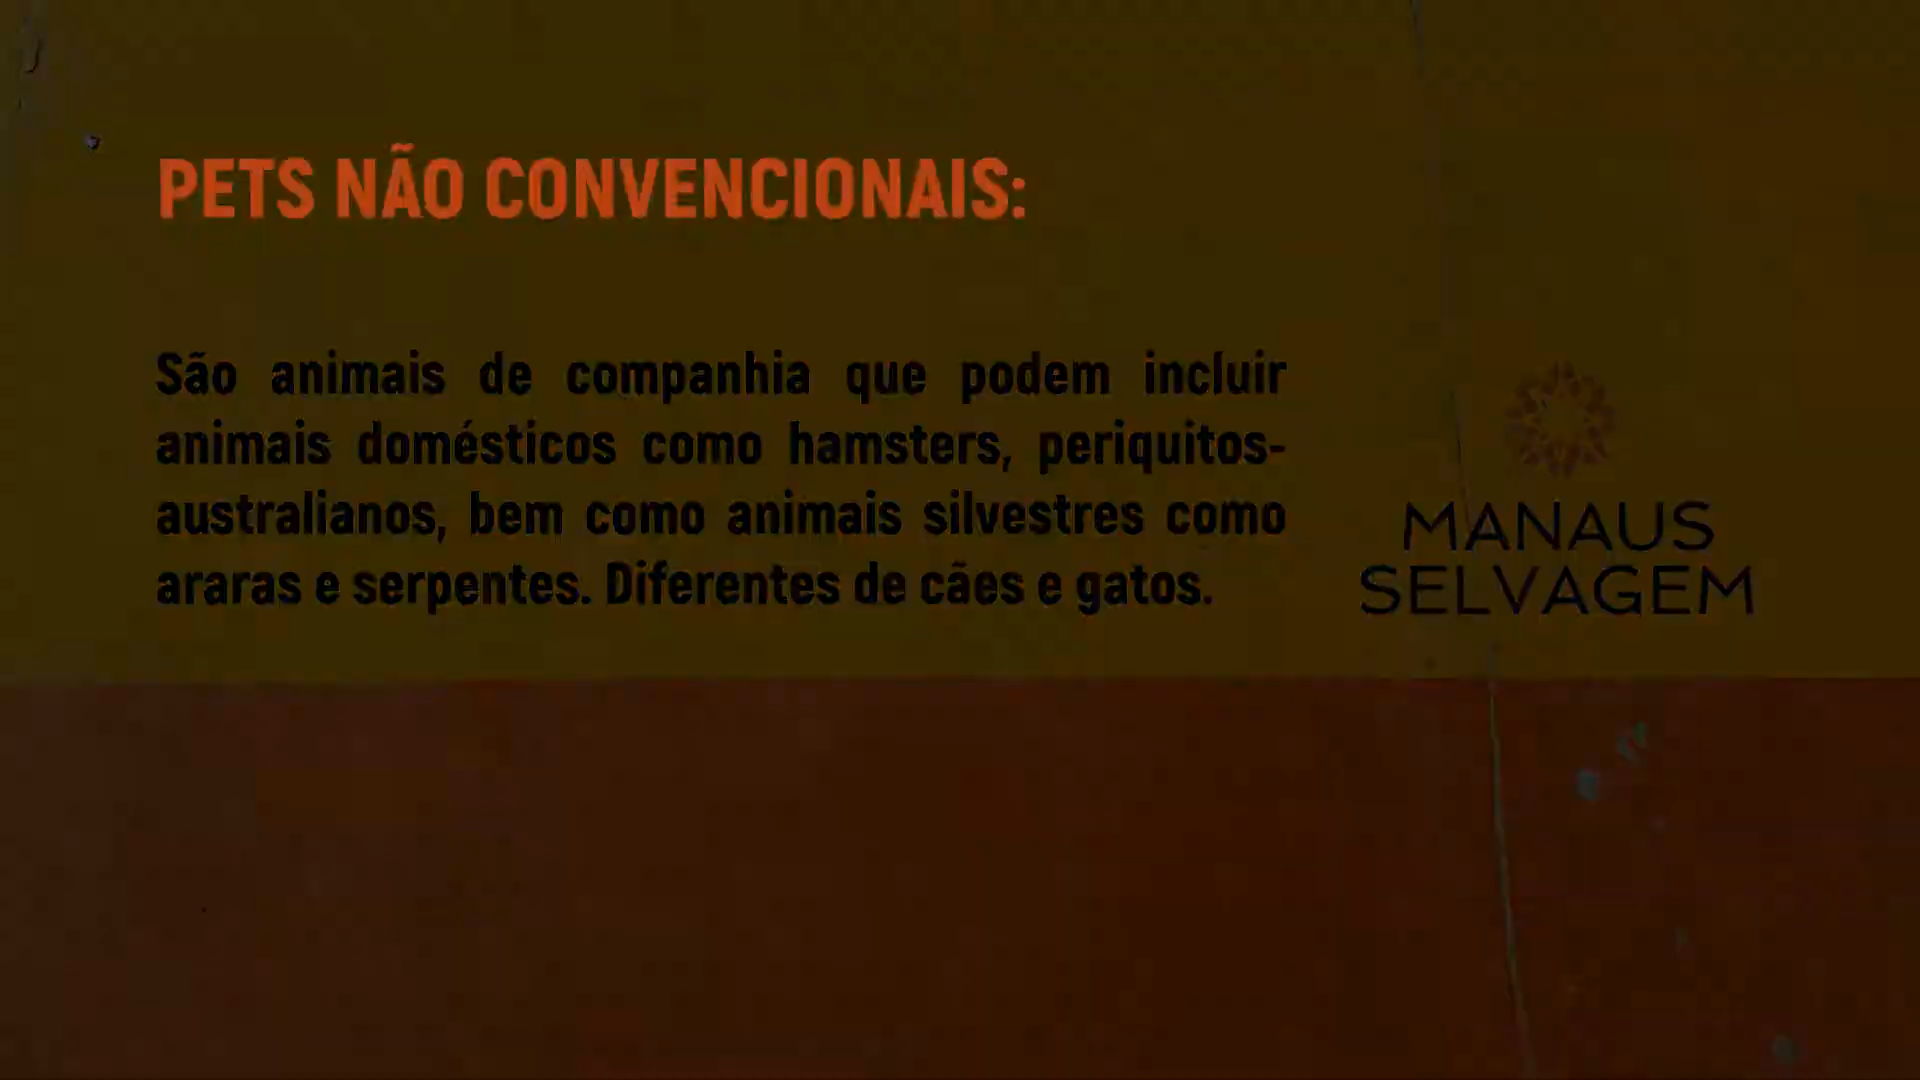 PETS NÃO CONVENCIONAIS:
São animais de companhia que podem incluir
animais domésticos como hamsters, periquitos-
australianos, bem como animais silvestres como
araras e serpentes. Diferentes de cães e gatos.
MANAUS
SELVAGEM